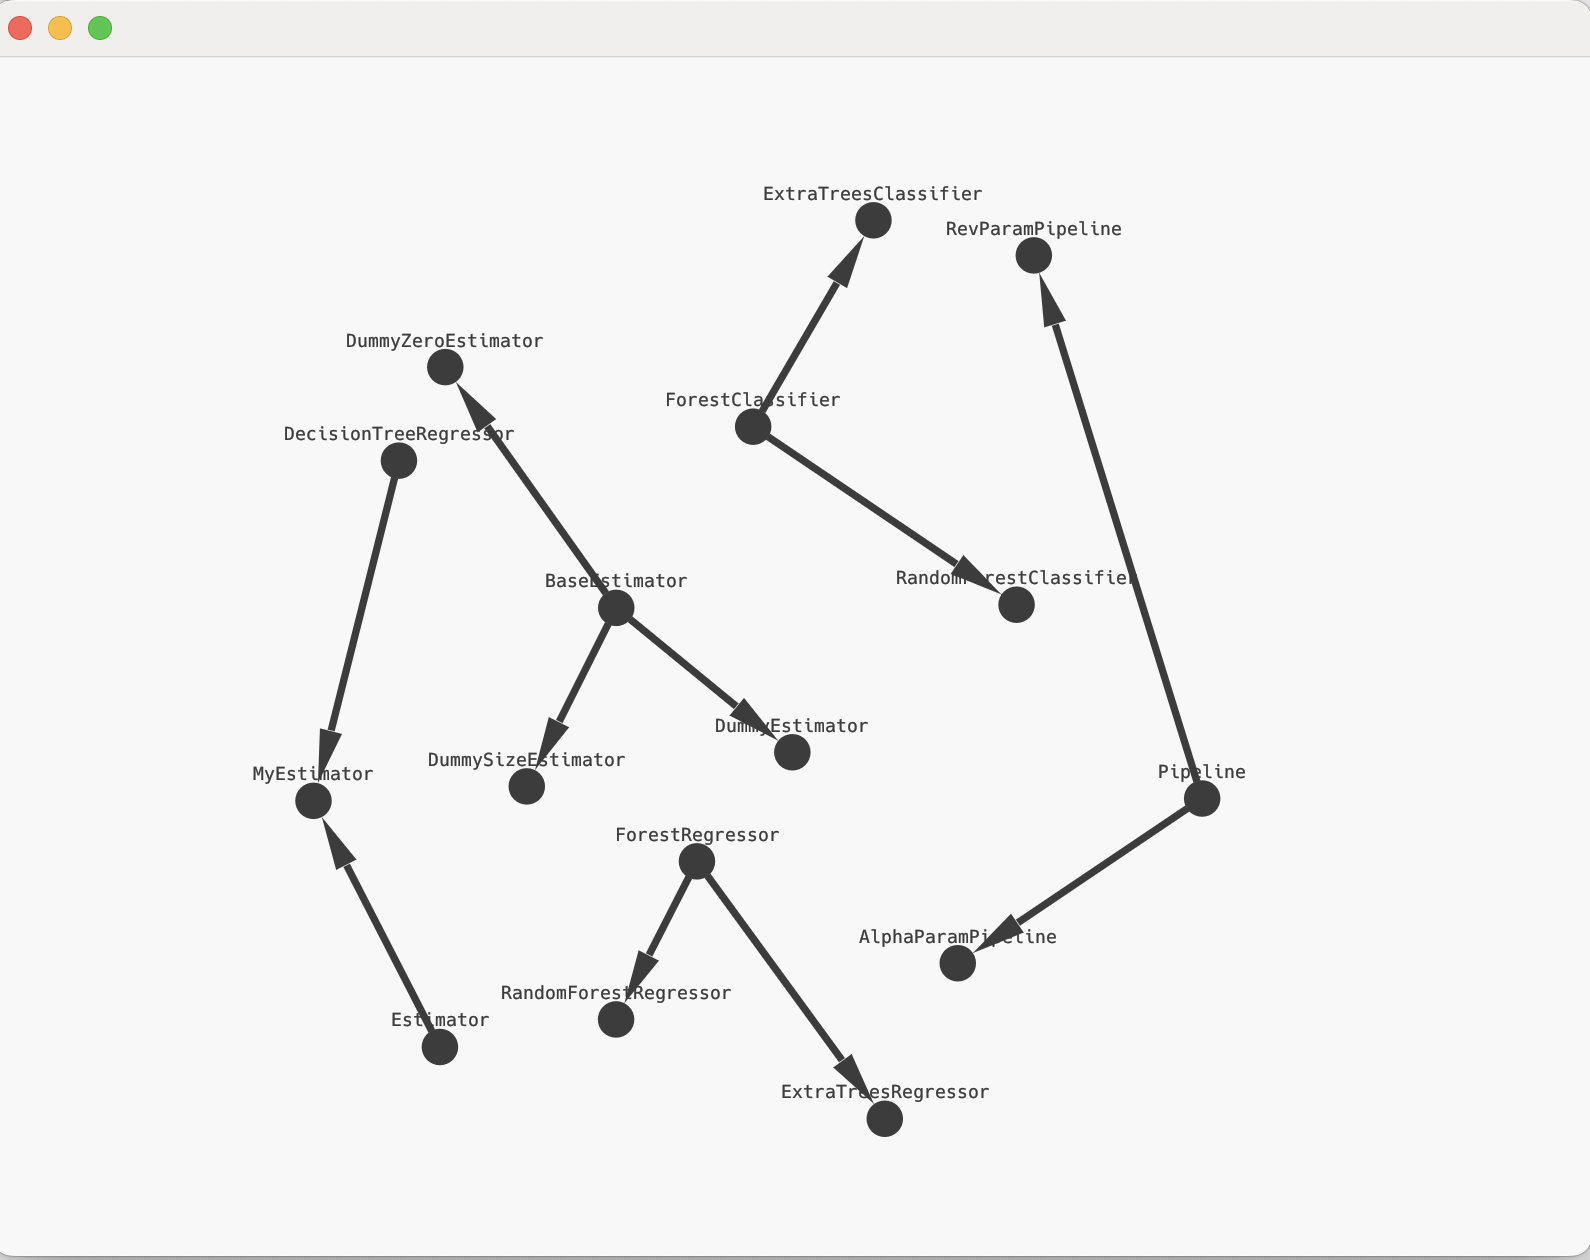 ExtraTreesClassifier
RevParamPipeline
DummyZeroEstimator
ForestClassifier
DecisionTreeRegressor
RandomForestClassifier
BaseEstimator
DummyEstimator
DummySizeEstimator
MyEstimator
Pipeline
ForestRegressor
AlphaParamPipeline
RandomForestRegressor
Estimator
ExtraTreesRegressor